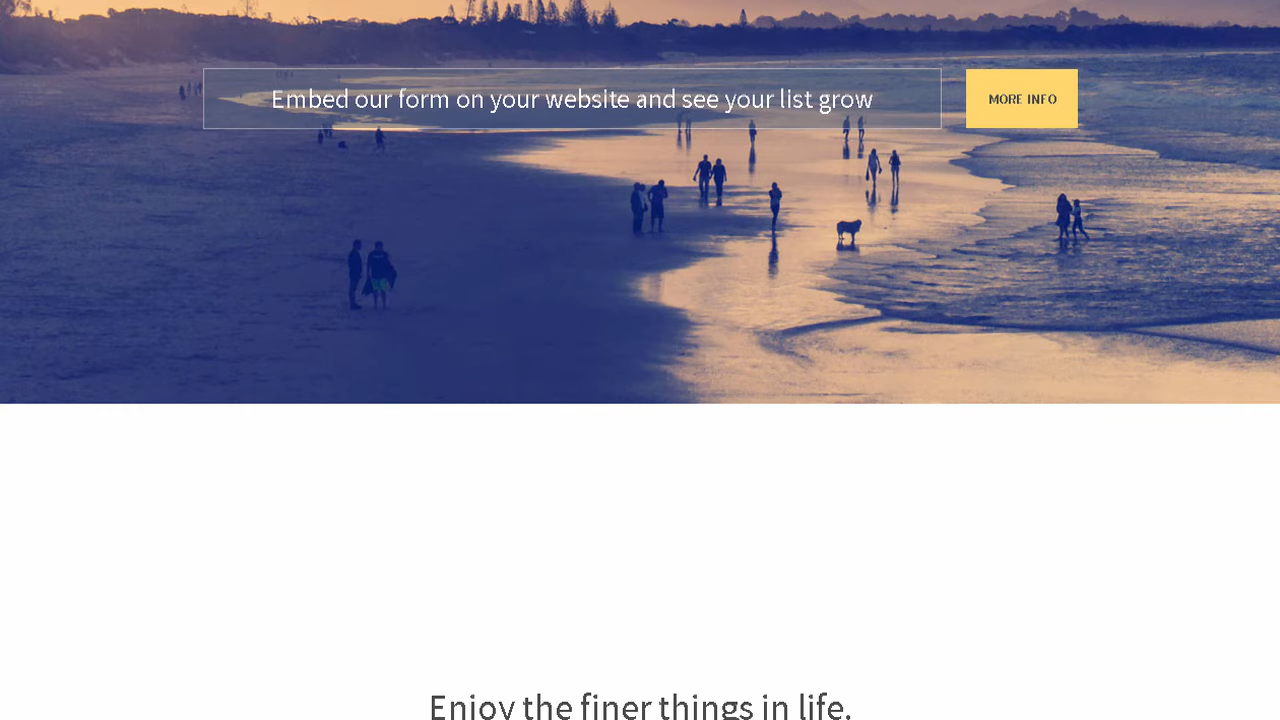 Embed our form on your website and see your list grow
MORE INFO
Enjoy the finer things in life.